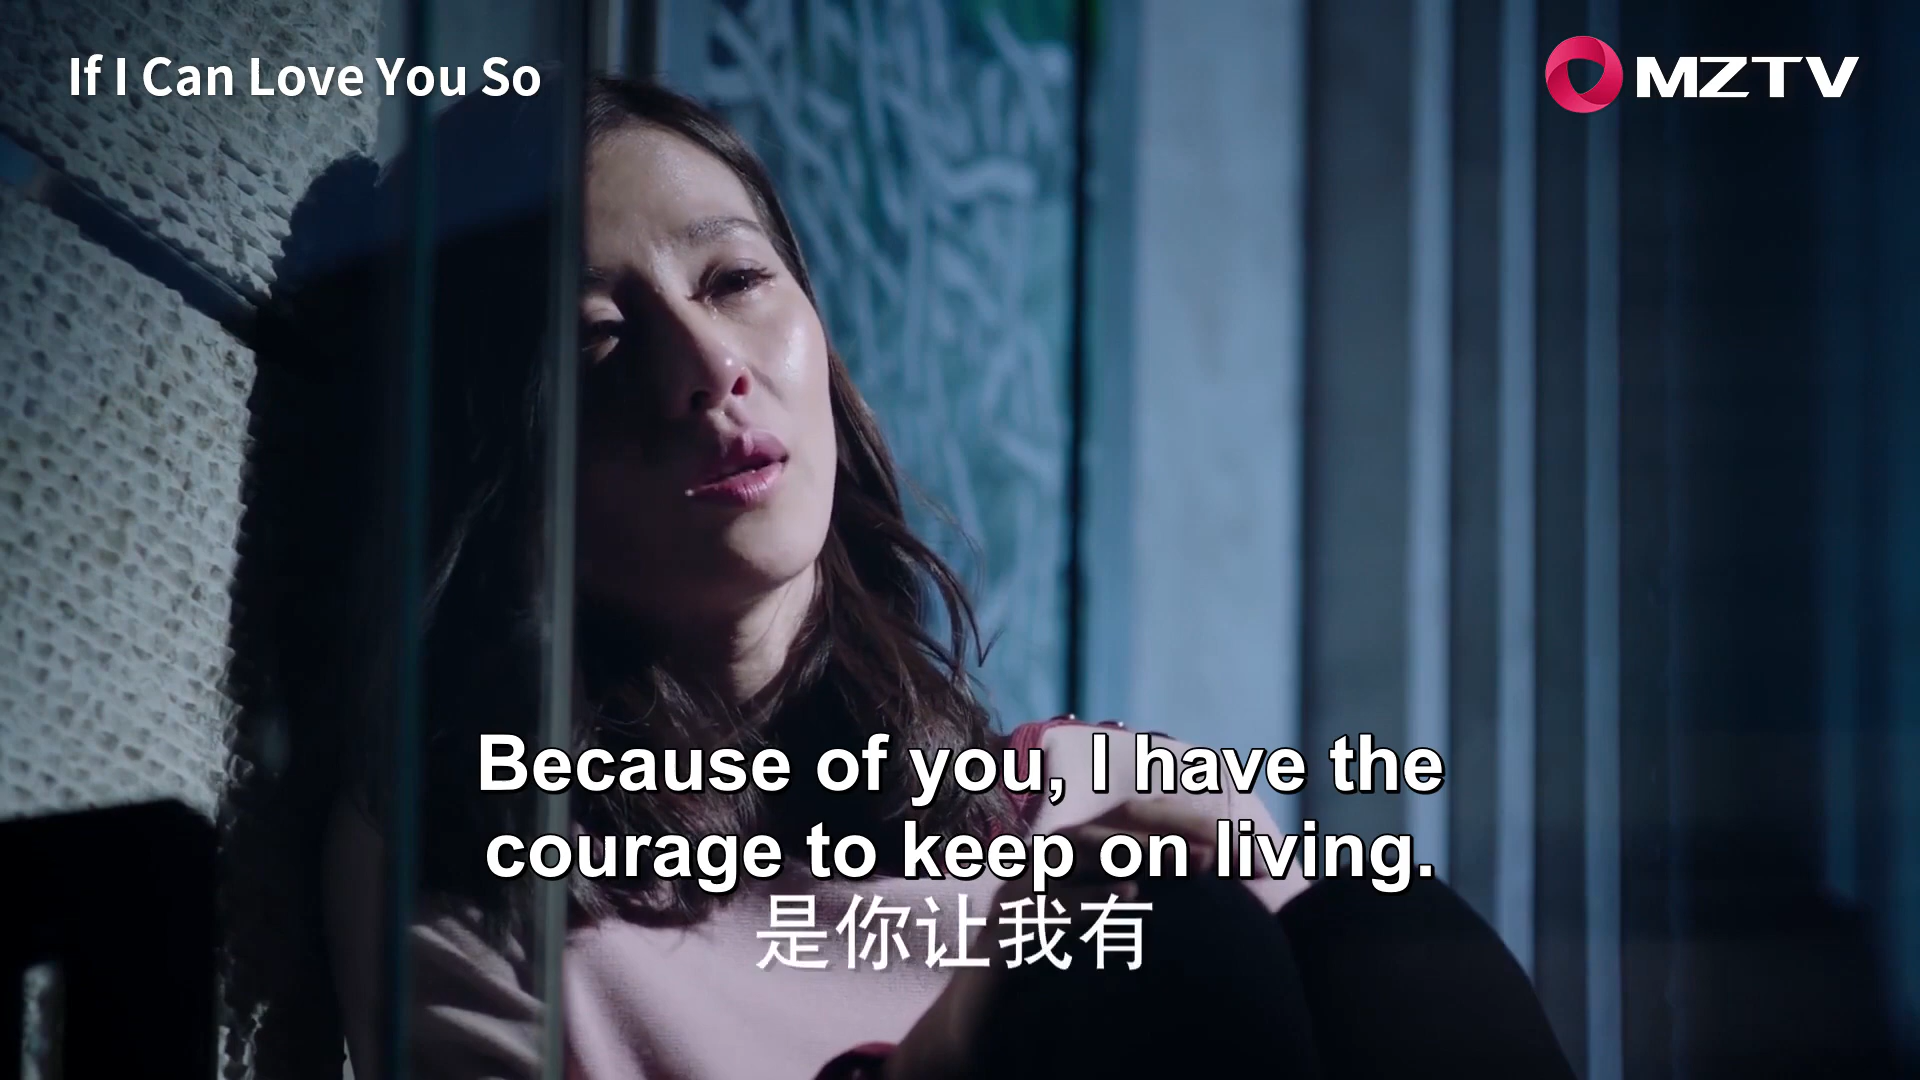 If I Can Love You So
MZTV
Because of you, I have the
courage to keep on living.
是你让我有